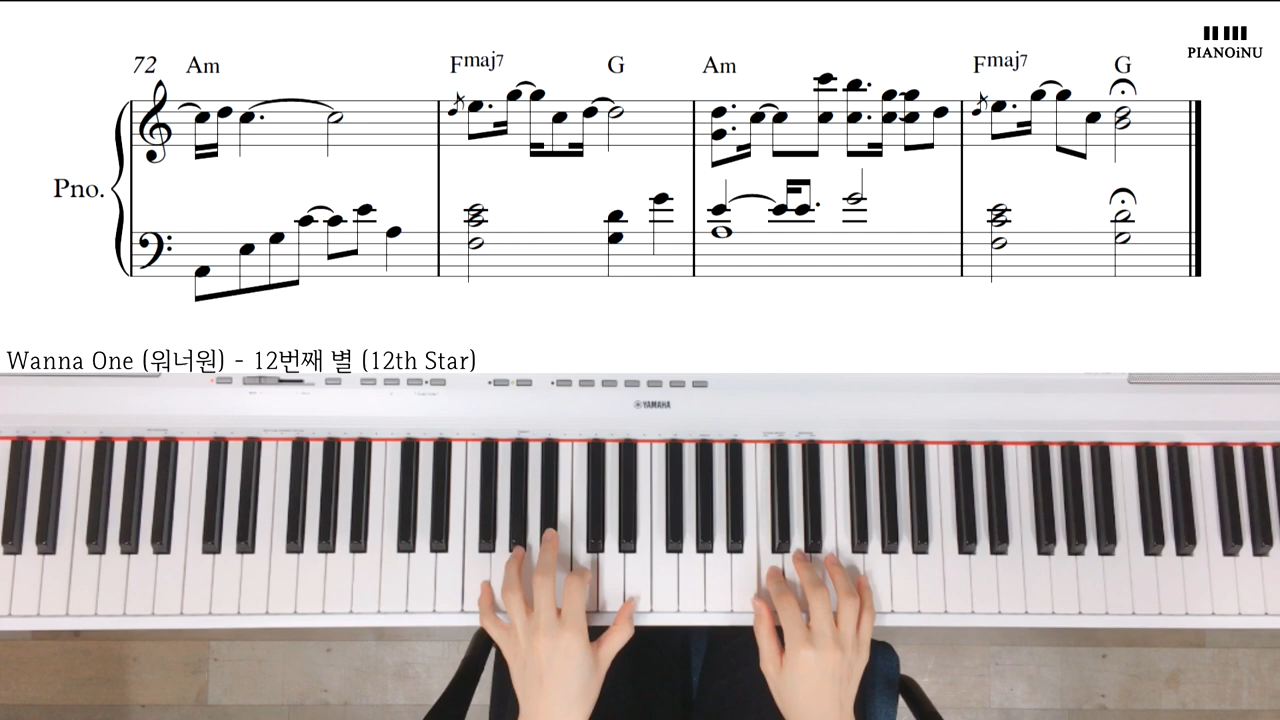 PIANOiNU
72 Am Fmaj7 G Am Fmaj7 G
Pno.
Wanna One (워너원) - 12번째 별 (12th Star)
YAMAHA